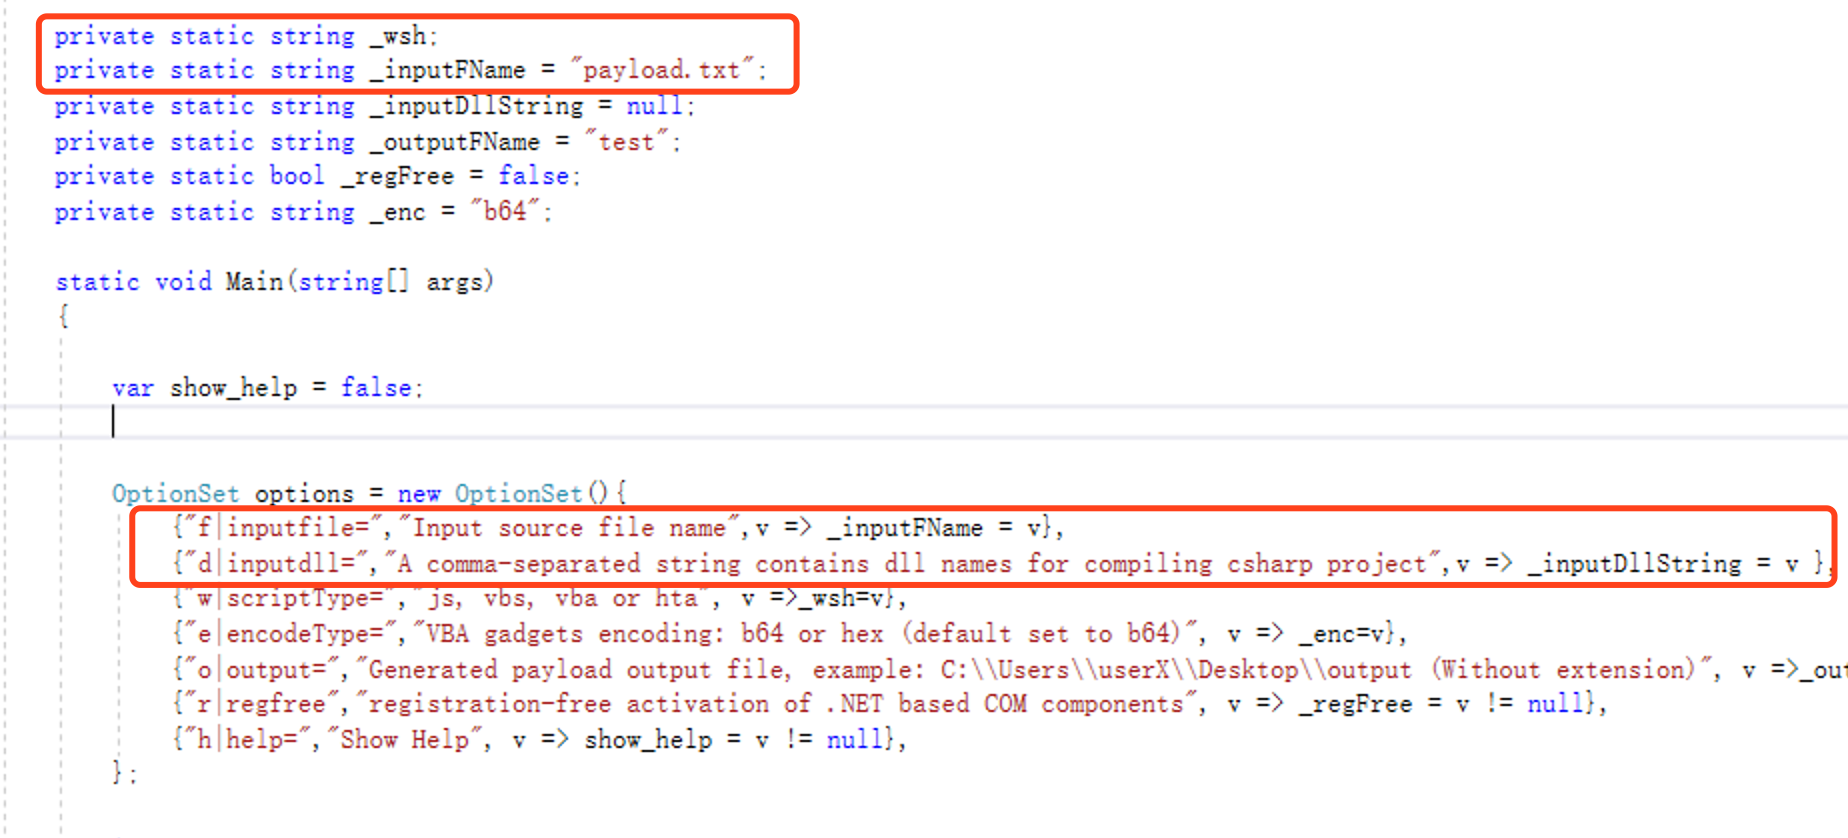 private static string _wsh;
private static string _inputFName = "payload.txt";
private static string _inputDllString = null;
private static string _outputFName = "test";
private static bool _regFree = false;
private static string _enc = "b64";
static void Main(string[] args)
{
var show_help = false;
OptionSet options = new OptionSet(){
{"f|inputfile=","Input source file name",v => _inputFName = v},
{"d|inputdll=","A comma-separated string contains dll names for compiling csharp project",v => _inputDllString = v },
{"w|scriptType=","js, vbs, vba or hta", v =>_wsh=v},
{"e|encodeType=","VBA gadgets encoding: b64 or hex (default set to b64)", v => _enc=v},
{"o|output=","Generated payload output file, example: C:\\Users\\userX\\Desktop\\output (Without extension)", v =>_out
{"r|regfree","registration-free activation of .NET based COM components", v => _regFree = v != null},
{"h|help=","Show Help", v => show_help = v != null},
};